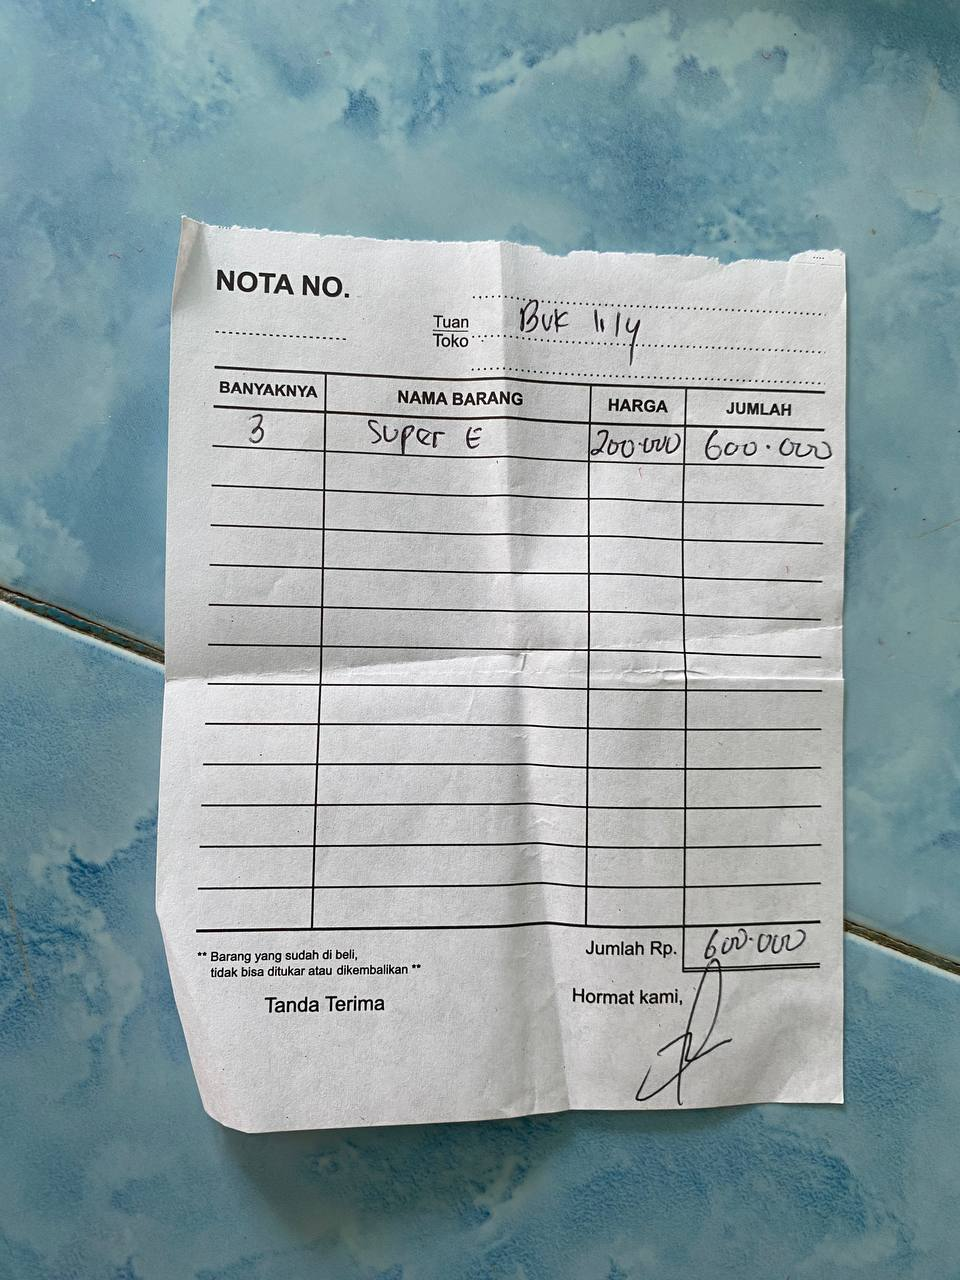 NOTA NO.
Tuan
Toko
Buk lily
BANYAKNYA NAMA BARANG HARGA JUMLAH
3 Super E 200.000 600.000
Jumlah Rp. 600.000
** Barang yang sudah di beli,
tidak bisa ditukar atau dikembalikan **
Tanda Terima
Hormat kami,